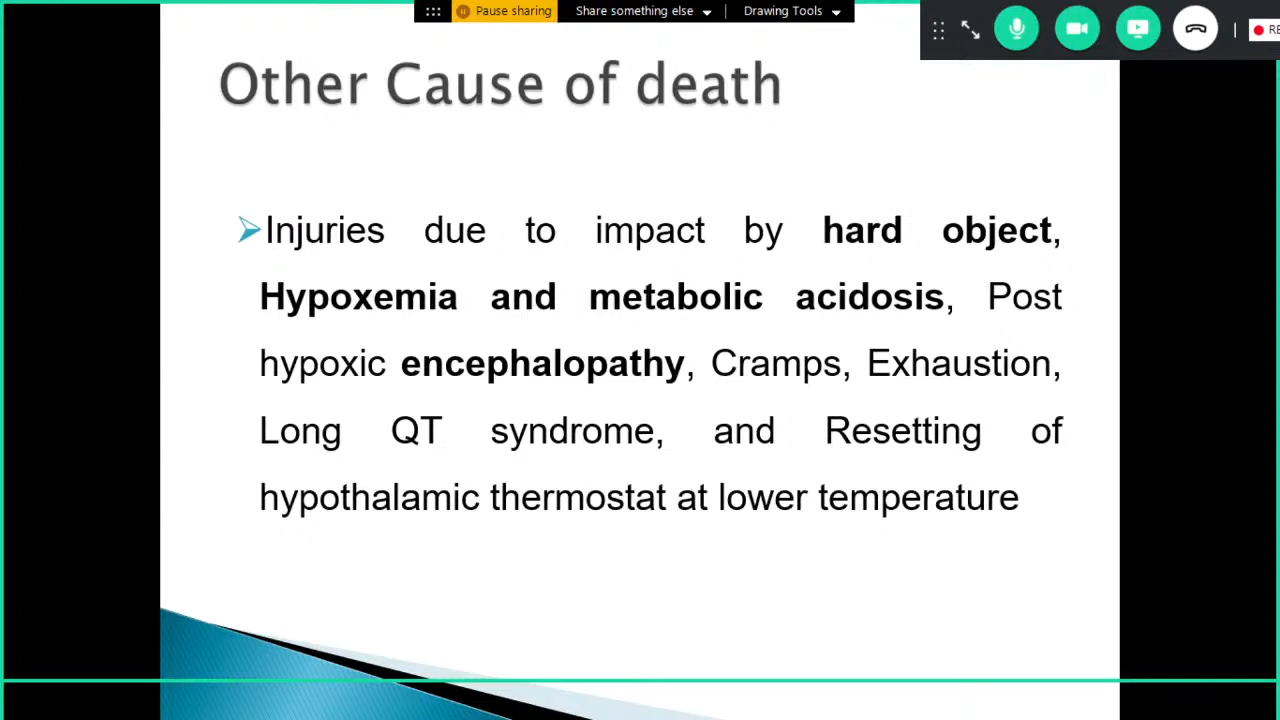 Pause sharing Share something else Drawing Tools
RE
Other Cause of death
Injuries due to impact by hard object,
Hypoxemia and metabolic acidosis, Post
hypoxic encephalopathy, Cramps, Exhaustion,
Long QT syndrome, and Resetting of
hypothalamic thermostat at lower temperature